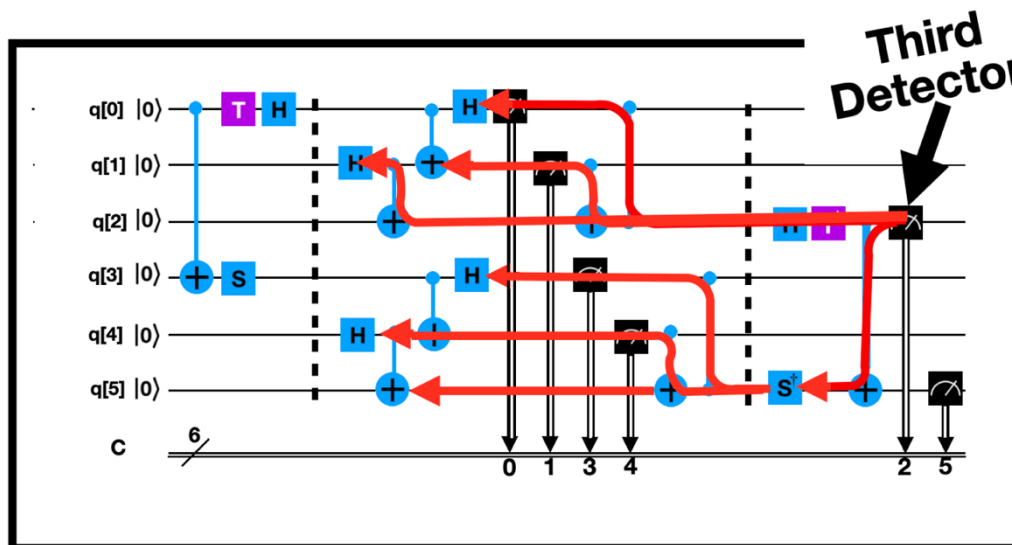 Third
Detector
q[0] |0⟩ T H H
q[1] |0⟩ H
q[2] |0⟩ H T
q[3] |0⟩ S H
q[4] |0⟩ H
q[5] |0⟩ S†
C 6
0 1 3 4 2 5